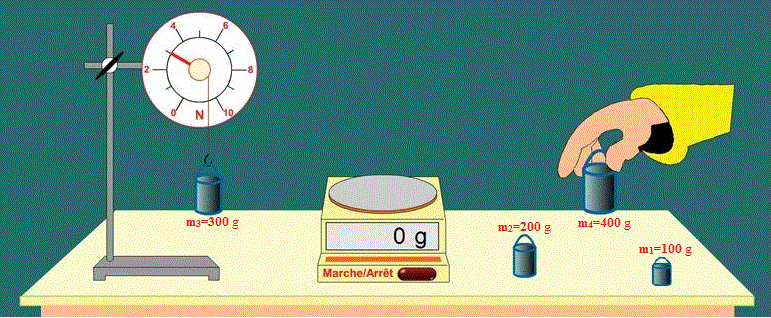 4
6
2
8
0
10
N
m₃=300 g
0 g
Marche/Arrêt
m₂=200 g
m₄=400 g
m₁=100 g